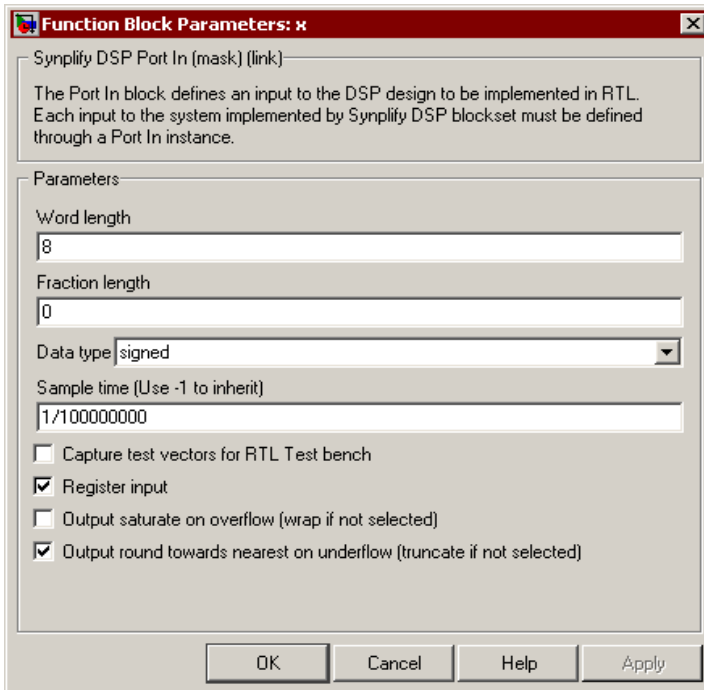 Function Block Parameters: x
Synplify DSP Port In (mask) (link)
The Port In block defines an input to the DSP design to be implemented in RTL.
Each input to the system implemented by Synplify DSP blockset must be defined
through a Port In instance.
Parameters
Word length
8
Fraction length
0
Data type signed
Sample time (Use -1 to inherit)
1/100000000
Capture test vectors for RTL Test bench
Register input
Output saturate on overflow (wrap if not selected)
Output round towards nearest on underflow (truncate if not selected)
OK Cancel Help Apply